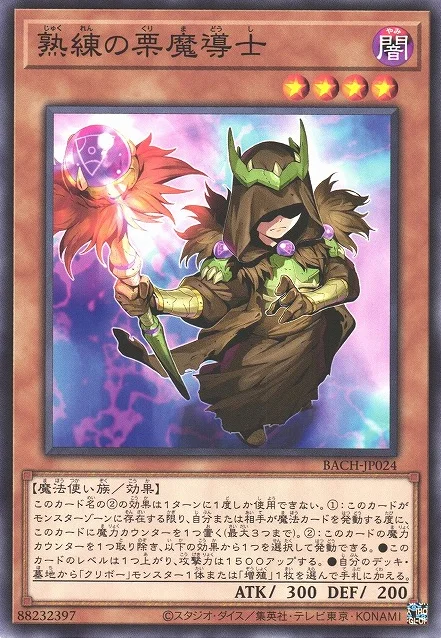 熟練の栗魔導士
闇
BACH-JP024
【魔法使い族/効果】
このカード名の②の効果は1ターンに1度しか使用できない。①:このカードが
モンスターゾーンに存在する限り、自分または相手が魔法カードを発動する度に、
このカードに魔力カウンターを1つ置く(最大3つまで)。②:このカードの魔力
カウンターを1つ取り除き、以下の効果から1つを選択して発動できる。●この
カードのレベルは1つ上がり、攻撃力は1500アップする。●自分のデッキ・
墓地から「クリボー」モンスター1体または「増殖」1枚を選んで手札に加える。
ATK/ 300 DEF/ 200
88232397
©スタジオ・ダイス/集英社・テレビ東京・KONAMI